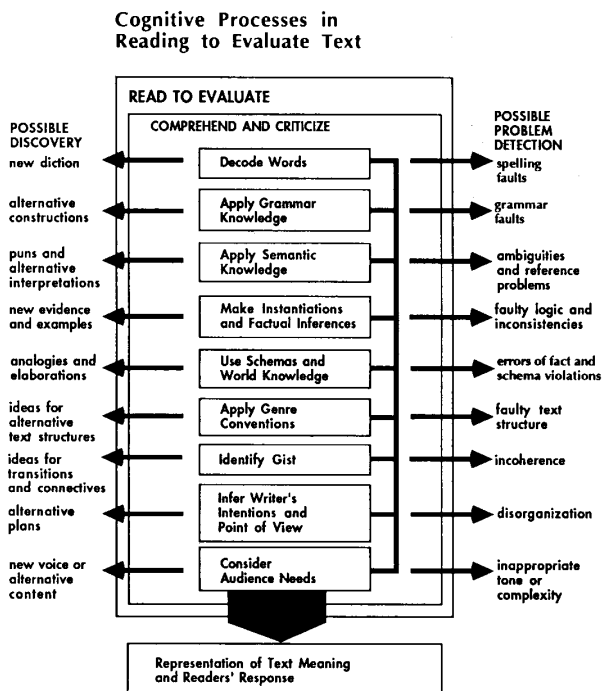 Cognitive Processes in
Reading to Evaluate Text
READ TO EVALUATE
COMPREHEND AND CRITICIZE
POSSIBLE
DISCOVERY
POSSIBLE
PROBLEM
DETECTION
new diction
Decode Words
spelling
faults
alternative
constructions
Apply Grammar
Knowledge
grammar
faults
puns and
alternative
interpretations
Apply Semantic
Knowledge
ambiguities
and reference
problems
new evidence
and examples
Make Instantiations
and Factual Inferences
faulty logic and
inconsistencies
analogies and
elaborations
Use Schemas and
World Knowledge
errors of fact and
schema violations
ideas for
alternative
text structures
Apply Genre
Conventions
faulty text
structure
ideas for
transitions
and connectives
Identify Gist
incoherence
alternative
plans
Infer Writer's
Intentions and
Point of View
disorganization
new voice or
alternative
content
Consider
Audience Needs
inappropriate
tone or
complexity
Representation of Text Meaning
and Readers' Response